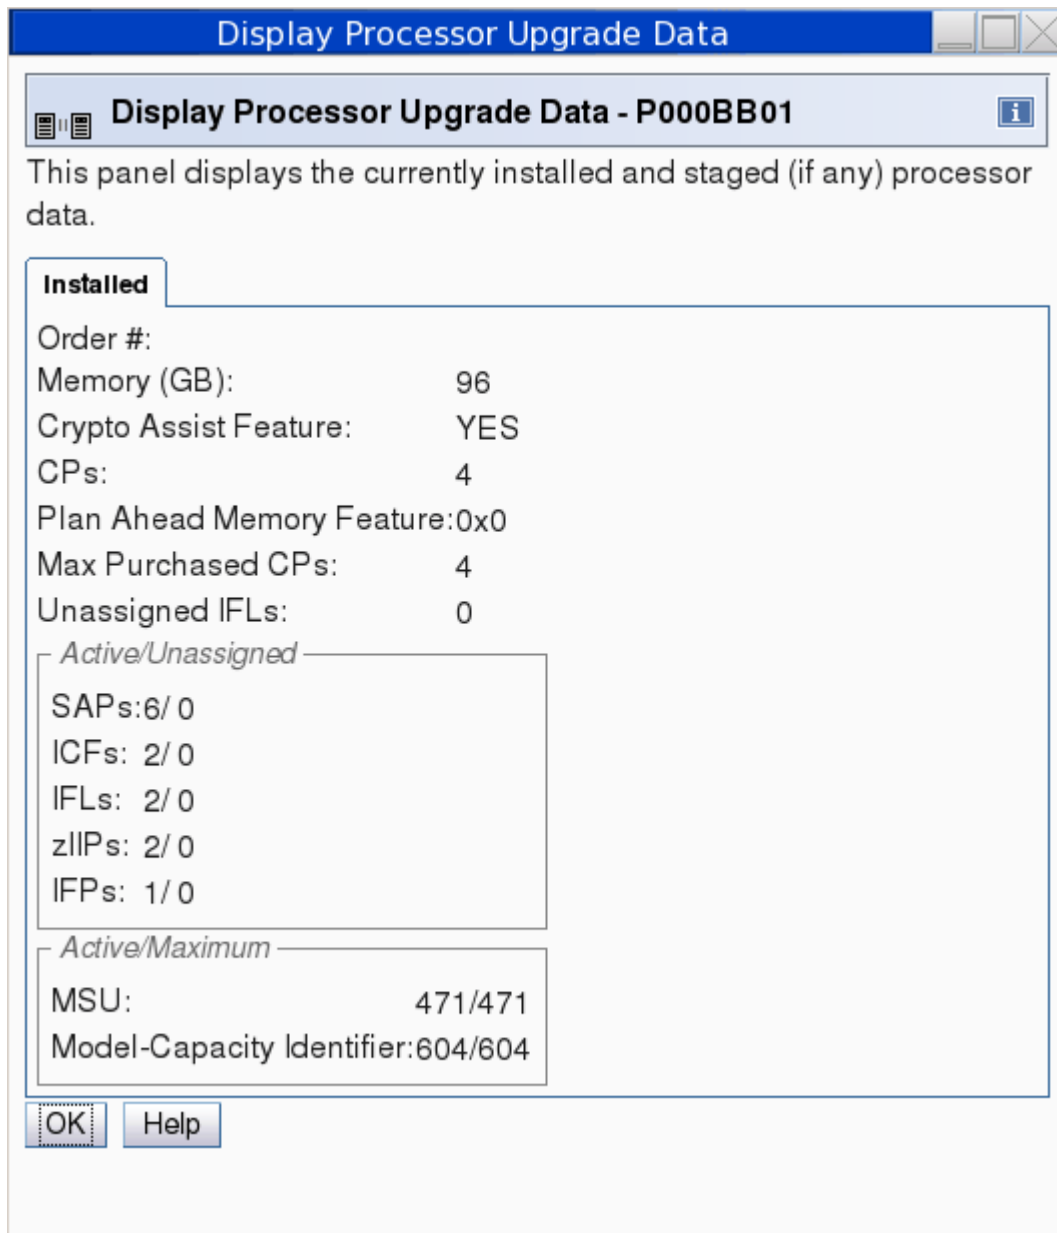 Display Processor Upgrade Data
Display Processor Upgrade Data - P000BB01
This panel displays the currently installed and staged (if any) processor
data.
Installed
Order #:
Memory (GB): 96
Crypto Assist Feature: YES
CPs: 4
Plan Ahead Memory Feature:0x0
Max Purchased CPs: 4
Unassigned IFLs: 0
Active/Unassigned
SAPs:6/ 0
ICFs: 2/ 0
IFLs: 2/ 0
zIIPs: 2/ 0
IFPs: 1/ 0
Active/Maximum
MSU: 471/471
Model-Capacity Identifier:604/604
OK Help